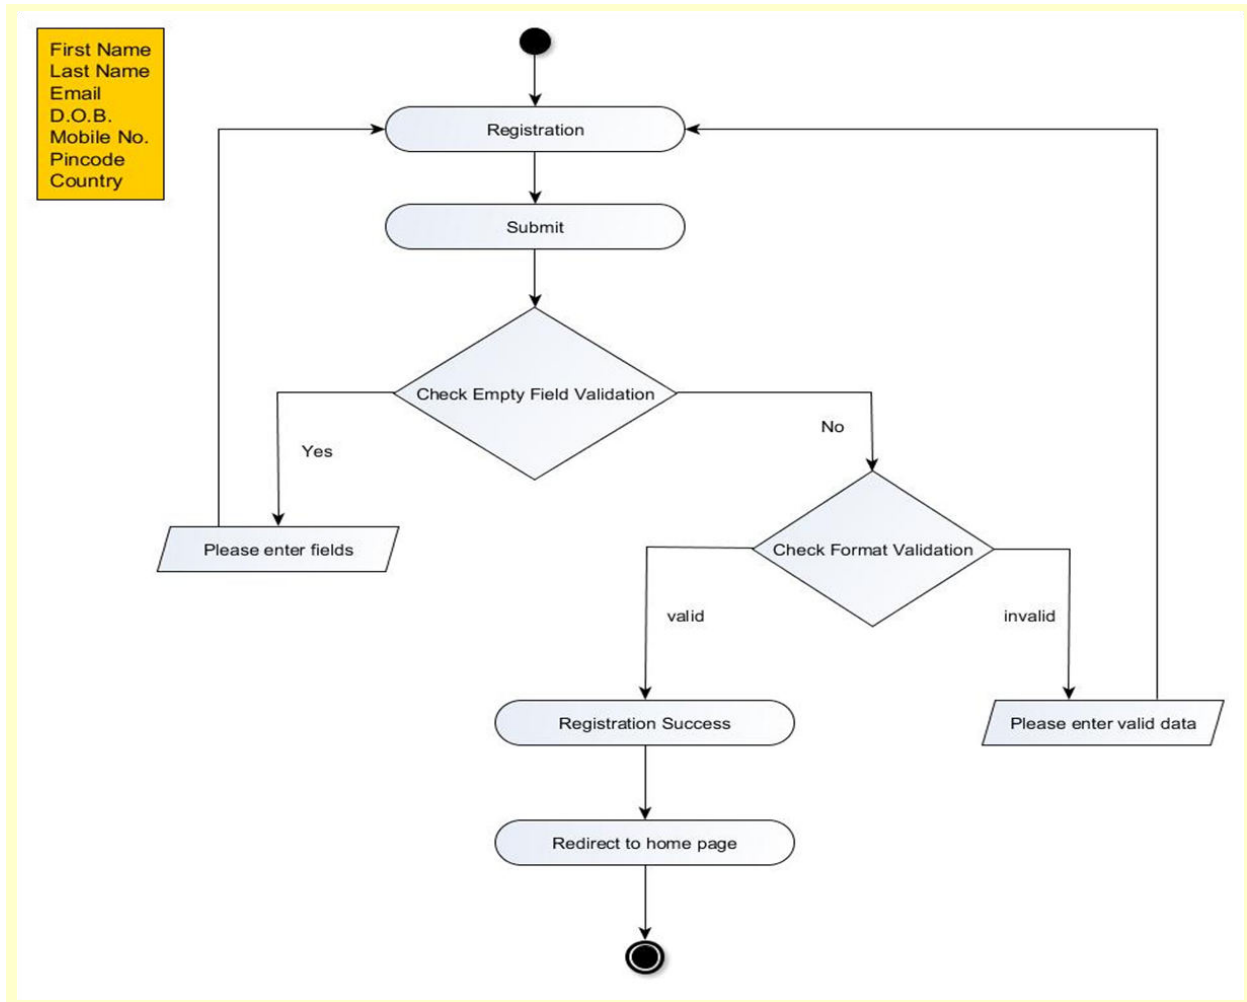 First Name
Last Name
Email
D.O.B.
Mobile No.
Pincode
Country
Registration
Submit
Check Empty Field Validation
Yes
No
Please enter fields
Check Format Validation
valid
invalid
Registration Success
Please enter valid data
Redirect to home page